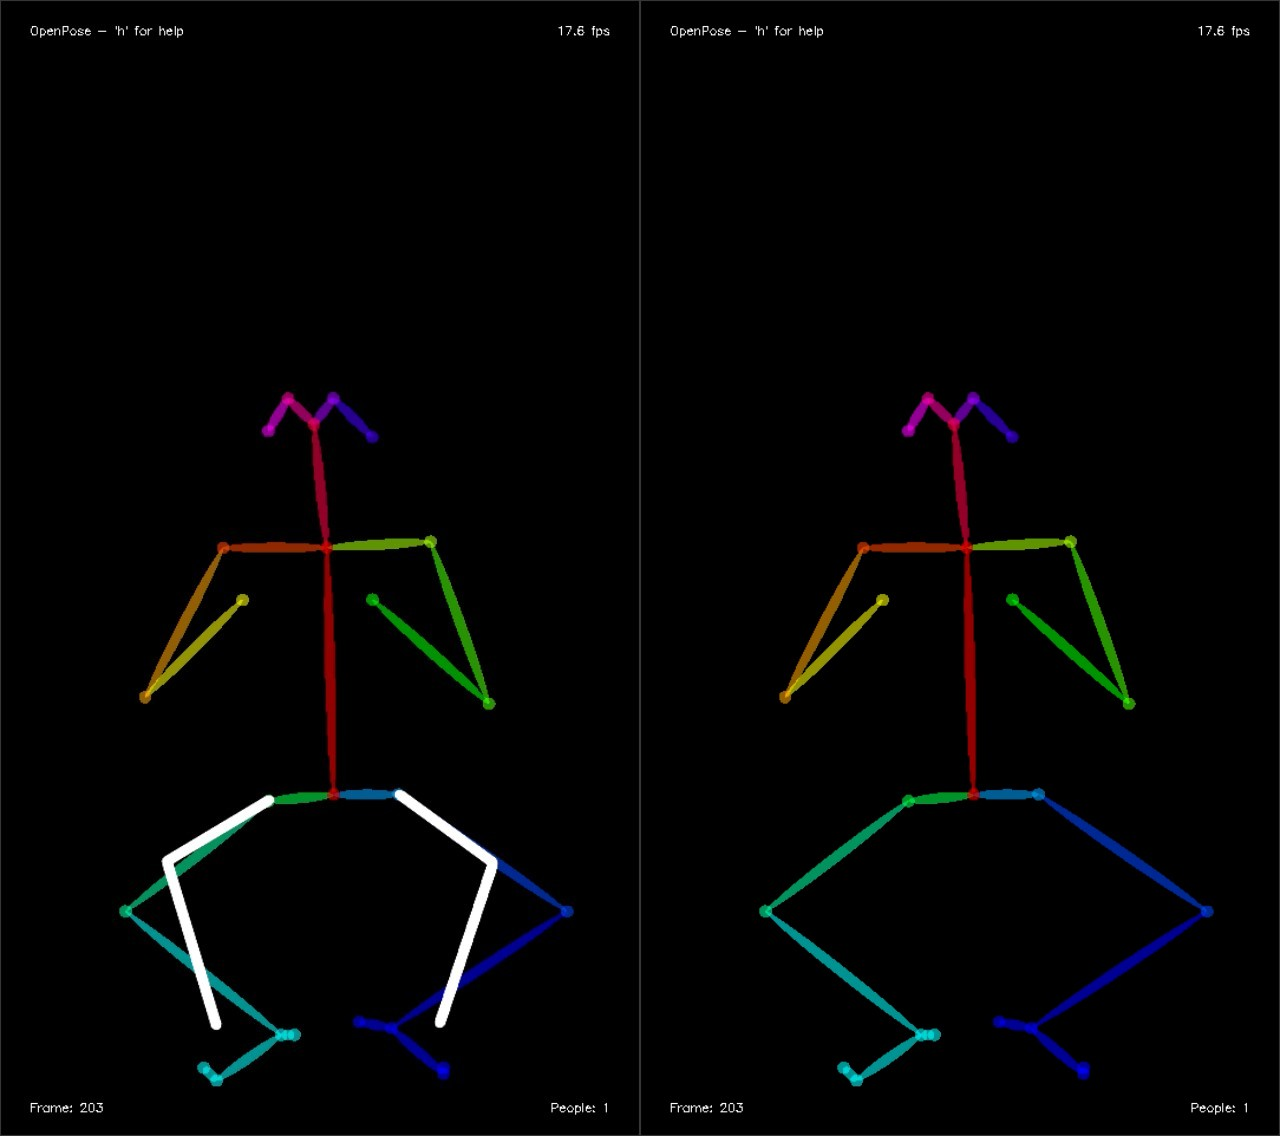 OpenPose - 'h' for help
17.6 fps
OpenPose - 'h' for help
17.6 fps
Frame: 203
People: 1
Frame: 203
People: 1